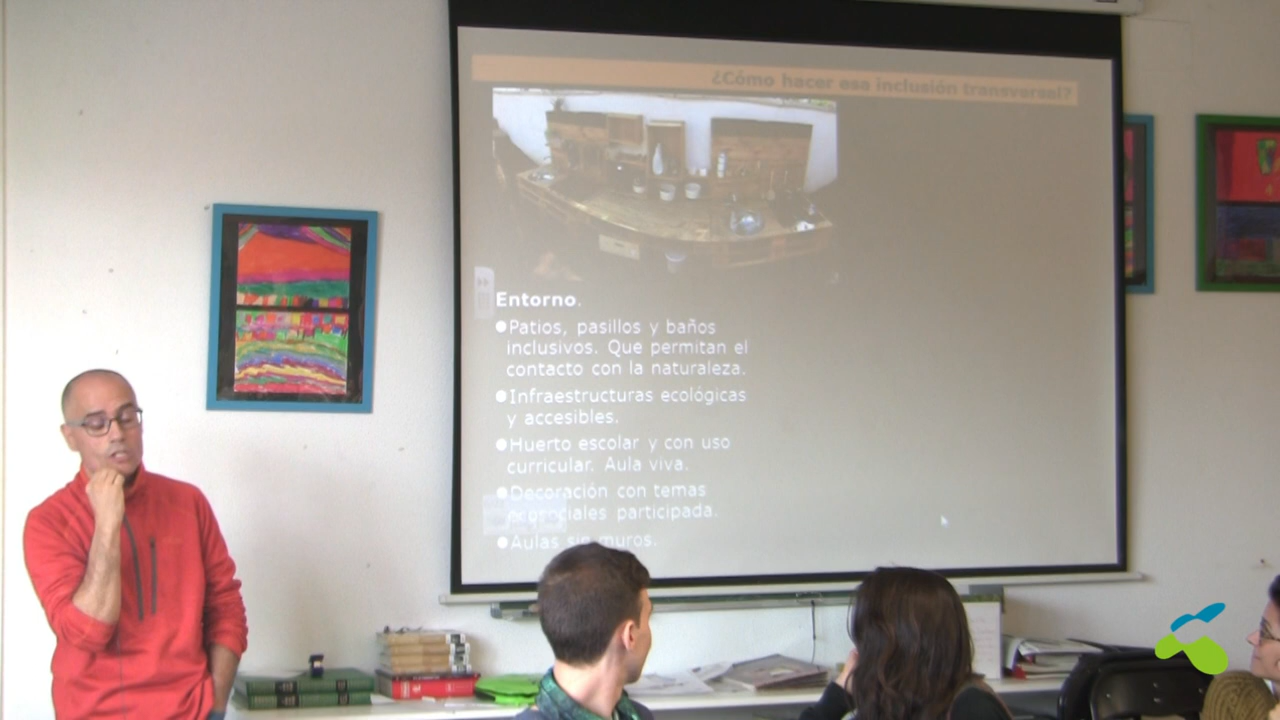 ¿Cómo hacer esa inclusión transversal?
Entorno.
●Patios, pasillos y baños
inclusivos. Que permitan el
contacto con la naturaleza.
●Infraestructuras ecológicas
y accesibles.
●Huerto escolar y con uso
curricular. Aula viva.
●Decoración con temas
ecosociales participada.
●Aulas sin muros.